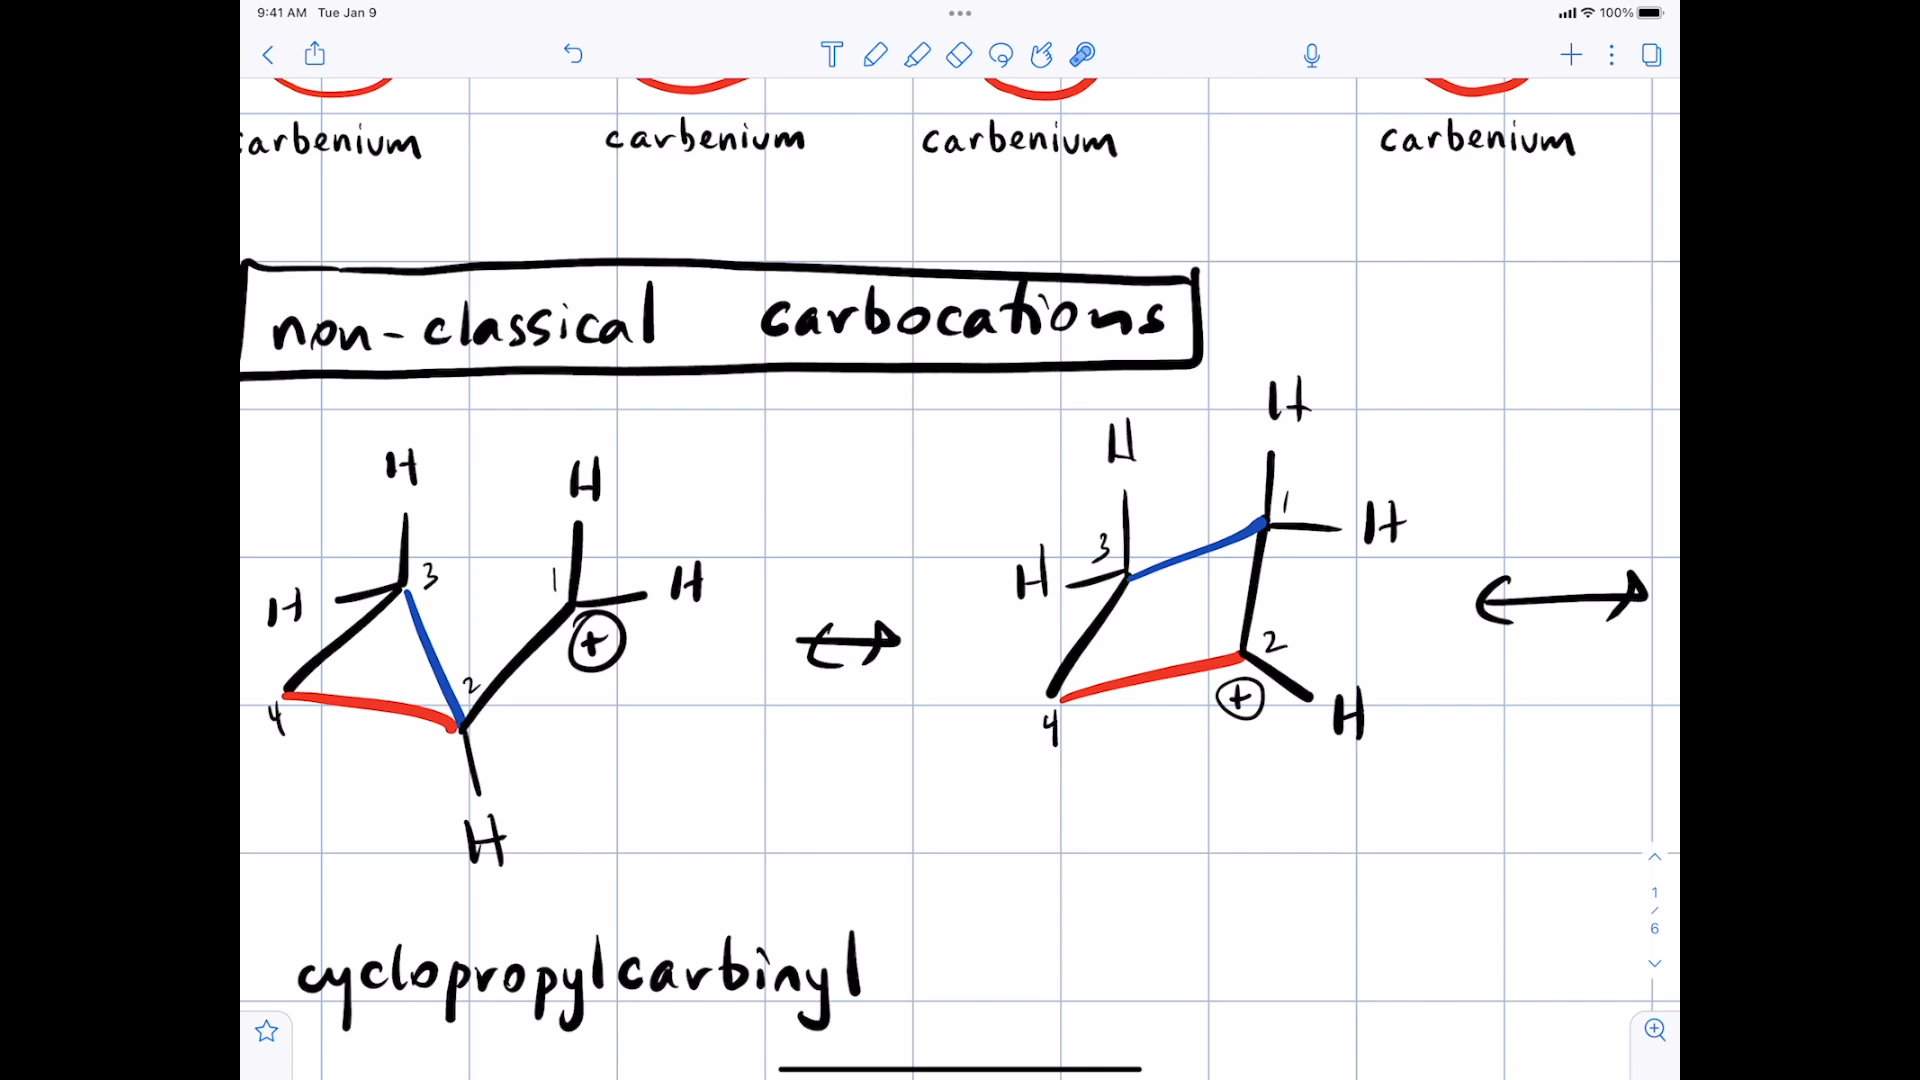 9:41 AM Tue Jan 9
100%
carbenium
carbenium
carbenium
carbenium
non-classical carbocations
H
H
H
H
H
3
1
H
H
4
2
+
H
H
H
3
1
H
4
2
+
H
1
/
6
cyclopropylcarbinyl